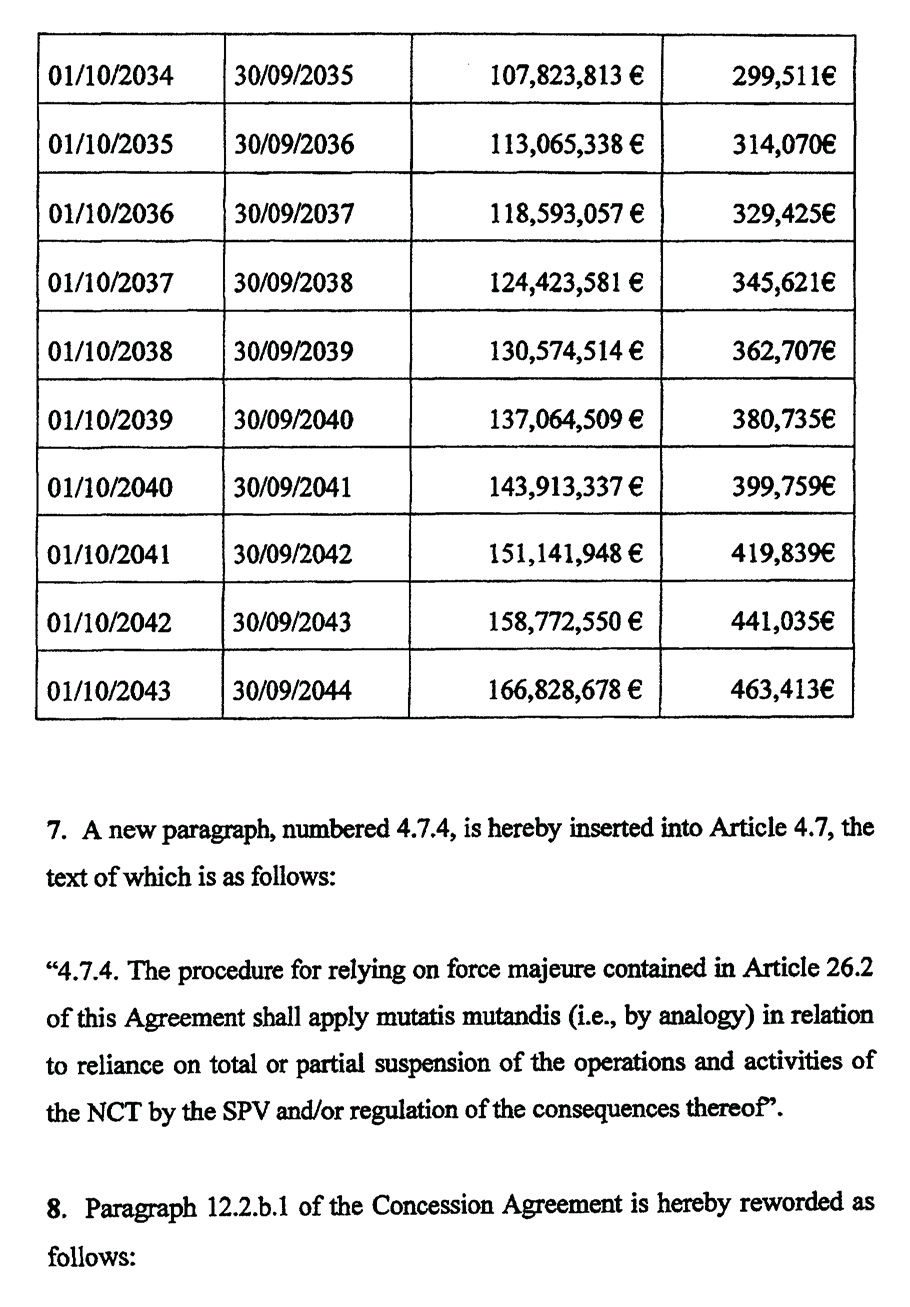 01/10/2034 30/09/2035 107,823,813 € 299,511€
01/10/2035 30/09/2036 113,065,338 € 314,070€
01/10/2036 30/09/2037 118,593,057 € 329,425€
01/10/2037 30/09/2038 124,423,581 € 345,621€
01/10/2038 30/09/2039 130,574,514 € 362,707€
01/10/2039 30/09/2040 137,064,509 € 380,735€
01/10/2040 30/09/2041 143,913,337 € 399,759€
01/10/2041 30/09/2042 151,141,948 € 419,839€
01/10/2042 30/09/2043 158,772,550 € 441,035€
01/10/2043 30/09/2044 166,828,678 € 463,413€
7. A new paragraph, numbered 4.7.4, is hereby inserted into Article 4.7, the
text of which is as follows:
“4.7.4. The procedure for relying on force majeure contained in Article 26.2
of this Agreement shall apply mutatis mutandis (i.e., by analogy) in relation
to reliance on total or partial suspension of the operations and activities of
the NCT by the SPV and/or regulation of the consequences thereof”.
8. Paragraph 12.2.b.1 of the Concession Agreement is hereby reworded as
follows: